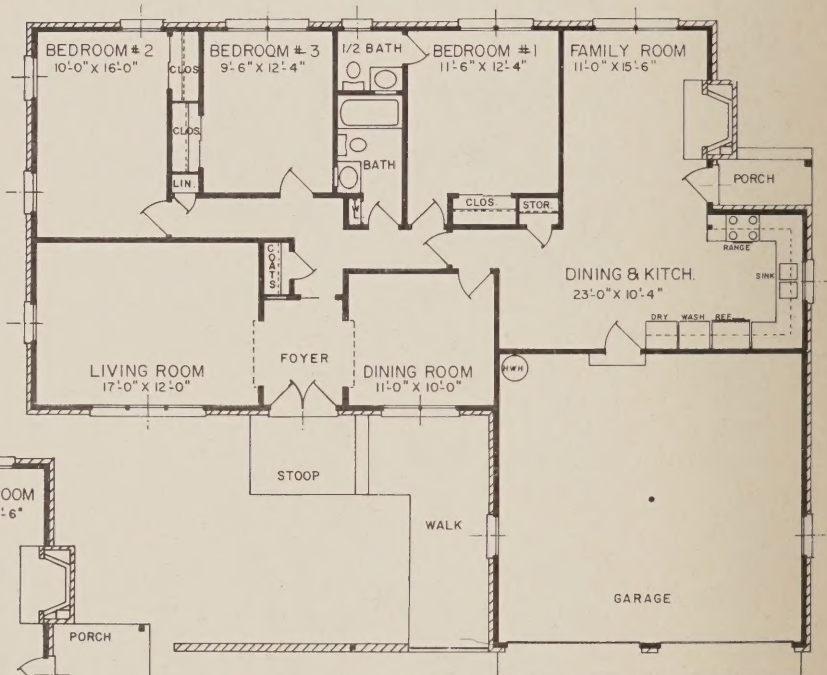 BEDROOM #2
10'-0" X 16'-0"
CLOS.
BEDROOM #3
9'-6" X 12'-4"
1/2 BATH
BEDROOM #1
11'-6" X 12'-4"
FAMILY ROOM
11'-0" X 15'-6"
CLOS.
BATH
LIN.
W.L.
CLOS.
STOR.
PORCH
RANGE
COATS
DINING & KITCH.
23'-0" X 10'-4"
SINK
DRY
WASH
REF.
LIVING ROOM
17'-0" X 12'-0"
FOYER
DINING ROOM
11'-0" X 10'-0"
HWH
STOOP
WALK
GARAGE
OOM
'-6"
PORCH